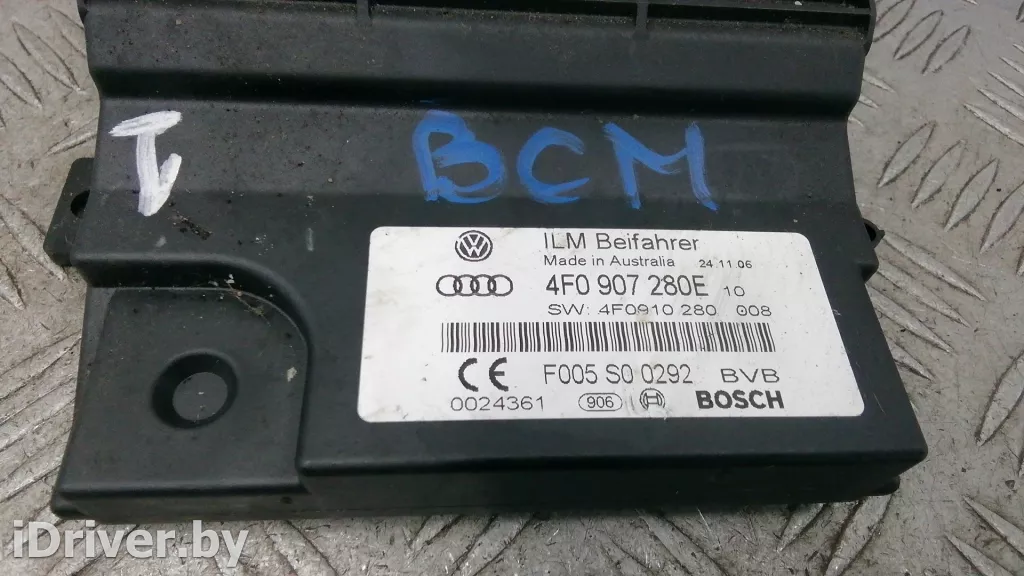 BCM
ILM Beifahrer
Made in Australia 24.11.06
4F0 907 280E 10
SW: 4F0910 280 008
CE F005 S0 0292 BVB
0024361 906 BOSCH
iDriver.by